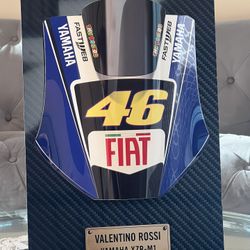 FASTWEB
YAMAHA
FASTWEB
YAMAHA
46
FIAT
VALENTINO ROSSI
YAMAHA YZR-M1